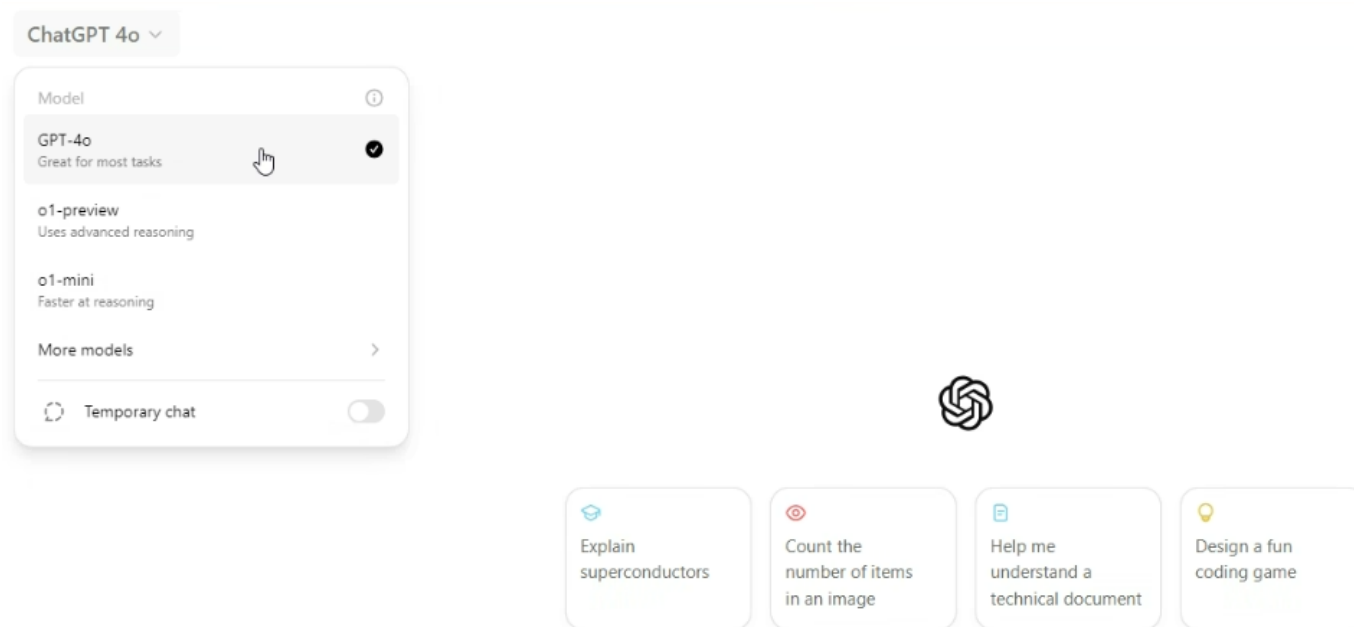 ChatGPT 4o
Model
GPT-4o
Great for most tasks
o1-preview
Uses advanced reasoning
o1-mini
Faster at reasoning
More models
Temporary chat
Explain
superconductors
Count the
number of items
in an image
Help me
understand a
technical document
Design a fun
coding game